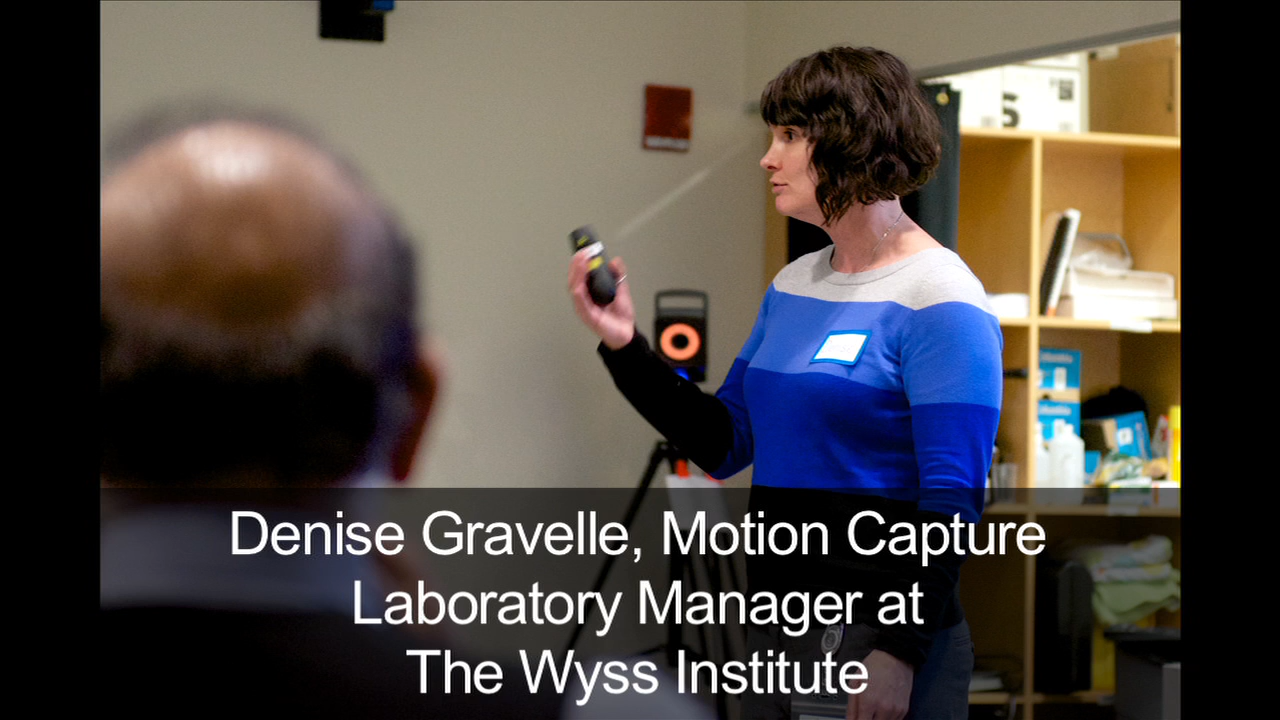 S
Denise Gravelle, Motion Capture
Laboratory Manager at
The Wyss Institute